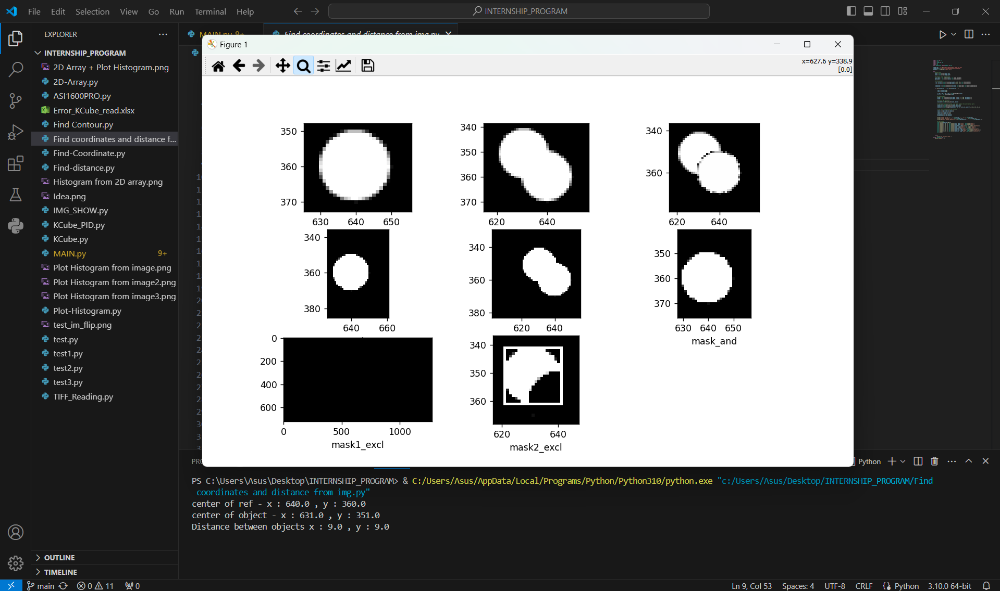 File Edit Selection View Go Run Terminal Help
INTERNSHIP_PROGRAM
EXPLORER
MAIN.py 9+
Find coordinates and distance from img.py
INTERNSHIP_PROGRAM
2D Array + Plot Histogram.png
2D-Array.py
ASI1600PRO.py
Error_KCube_read.xlsx
Find Contour.py
Find coordinates and distance f...
Find-Coordinate.py
Find-distance.py
Histogram from 2D array.png
Idea.png
IMG_SHOW.py
KCube_PID.py
KCube.py
MAIN.py 9+
Plot Histogram from image.png
Plot Histogram from image2.png
Plot Histogram from image3.png
Plot-Histogram.py
test_im_flip.png
test.py
test1.py
test2.py
test3.py
TIFF_Reading.py
OUTLINE
TIMELINE
Figure 1
x=627.6 y=338.9
[0.0]
350
360
370
630 640 650
340
350
360
370
620 640
340
360
620 640
340
360
380
640 660
340
360
380
620 640
350
360
370
630 640 650
mask_and
0
200
400
600
0 500 1000
mask1_excl
340
350
360
620 640
mask2_excl
Python
PS C:\Users\Asus\Desktop\INTERNSHIP_PROGRAM> & C:/Users/Asus/AppData/Local/Programs/Python/Python310/python.exe "c:/Users/Asus/Desktop/INTERNSHIP_PROGRAM/Find
coordinates and distance from img.py"
center of ref - x : 640.0 , y : 360.0
center of object - x : 631.0 , y : 351.0
Distance between objects x : 9.0 , y : 9.0
main 0 11 0
Ln 9, Col 53 Spaces: 4 UTF-8 CRLF Python 3.10.0 64-bit